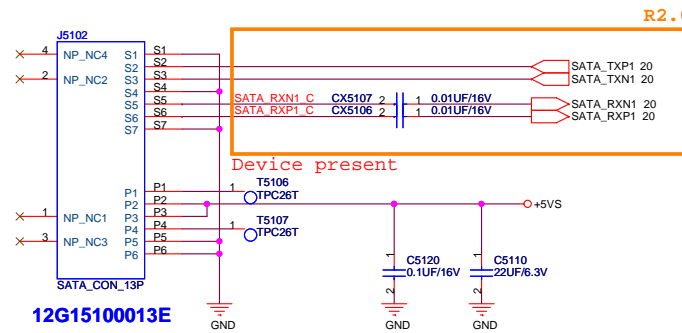 R2.0
J5102
4 NP_NC4 S1 S1
S2 S2
2 NP_NC2 S3 S3
S4 S4
S5 S5
S6 S6
S7 S7
SATA_TXP1 20
SATA_TXN1 20
SATA_RXN1_C CX5107 2 1 0.01UF/16V SATA_RXN1 20
SATA_RXP1_C CX5106 2 1 0.01UF/16V SATA_RXP1 20
Device present
P1 P1 1 T5106
TPC26T
P2 P2
1 NP_NC1 P3 P3
P4 P4 1 T5107
TPC26T
3 NP_NC3 P5 P5
P6 P6
+5VS
1 C5120
0.1UF/16V
2
1 C5110
22UF/6.3V
2
SATA_CON_13P
12G15100013E
GND
GND
GND